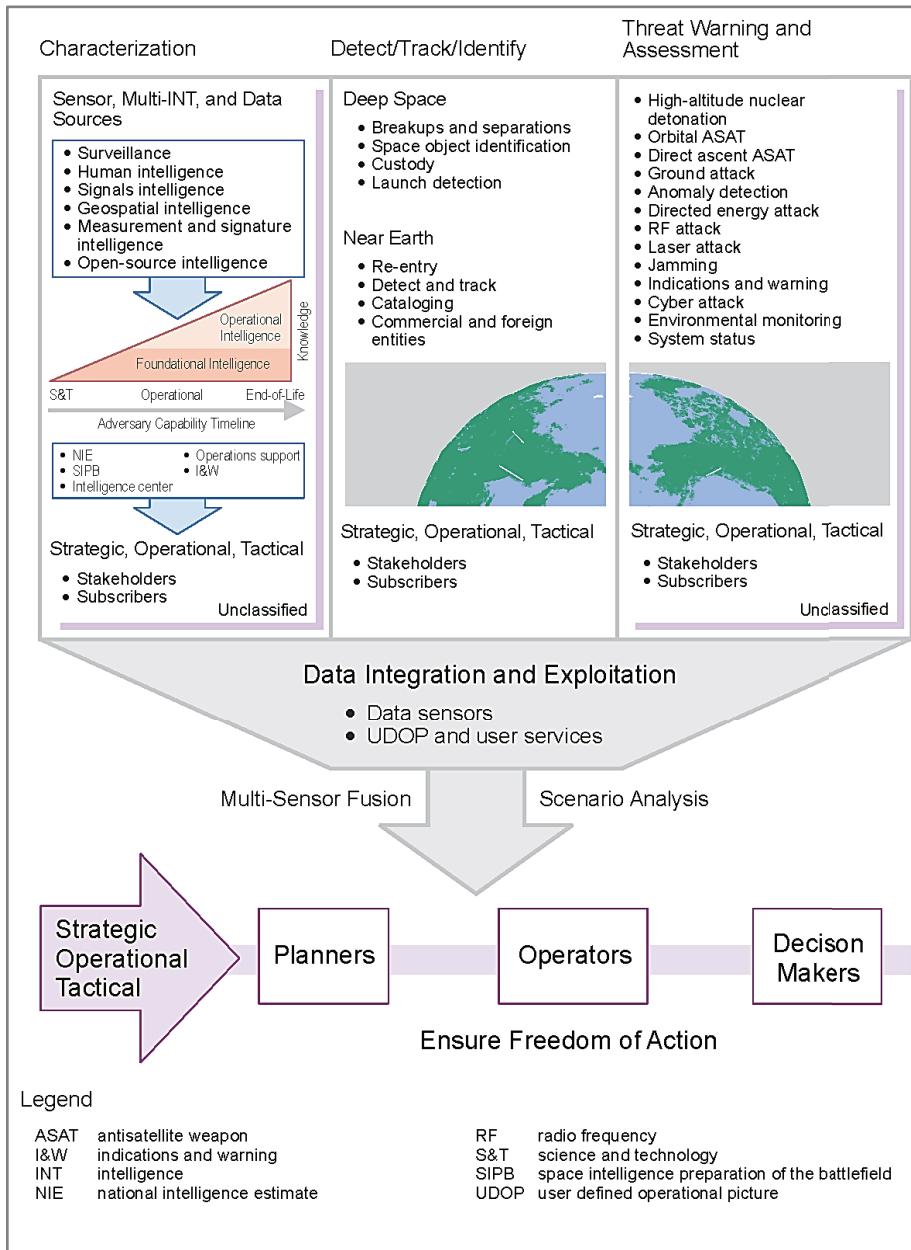 Characterization
Sensor, Multi-INT, and Data
Sources
• Surveillance
• Human intelligence
• Signals intelligence
• Geospatial intelligence
• Measurement and signature
intelligence
• Open-source intelligence
Operational
Intelligence
Foundational Intelligence
Knowledge
S&T Operational End-of-Life
Adversary Capability Timeline
• NIE • Operations support
• SIPB • I&W
• Intelligence center
Strategic, Operational, Tactical
• Stakeholders
• Subscribers
Unclassified
Detect/Track/Identify
Deep Space
• Breakups and separations
• Space object identification
• Custody
• Launch detection
Near Earth
• Re-entry
• Detect and track
• Cataloging
• Commercial and foreign
entities
Strategic, Operational, Tactical
• Stakeholders
• Subscribers
Threat Warning and
Assessment
• High-altitude nuclear
detonation
• Orbital ASAT
• Direct ascent ASAT
• Ground attack
• Anomaly detection
• Directed energy attack
• RF attack
• Laser attack
• Jamming
• Indications and warning
• Cyber attack
• Environmental monitoring
• System status
Strategic, Operational, Tactical
• Stakeholders
• Subscribers
Unclassified
Data Integration and Exploitation
• Data sensors
• UDOP and user services
Multi-Sensor Fusion Scenario Analysis
Strategic
Operational
Tactical
Planners
Operators
Decison
Makers
Ensure Freedom of Action
Legend
ASAT antisatellite weapon
I&W indications and warning
INT intelligence
NIE national intelligence estimate
RF radio frequency
S&T science and technology
SIPB space intelligence preparation of the battlefield
UDOP user defined operational picture